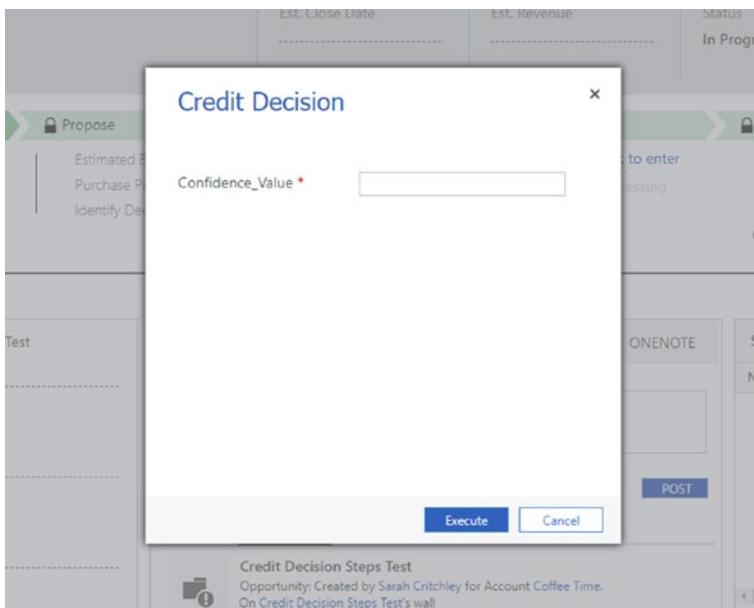 Est. Close Date
Est. Revenue
Status
In Progr
Credit Decision
Propose
Estimated B
to enter
Confidence_Value *
Purchase P
essing
Identify De
Test
ONENOTE
POST
Execute
Cancel
Credit Decision Steps Test
Opportunity: Created by Sarah Critchley for Account Coffee Time.
On Credit Decision Steps Test's wall